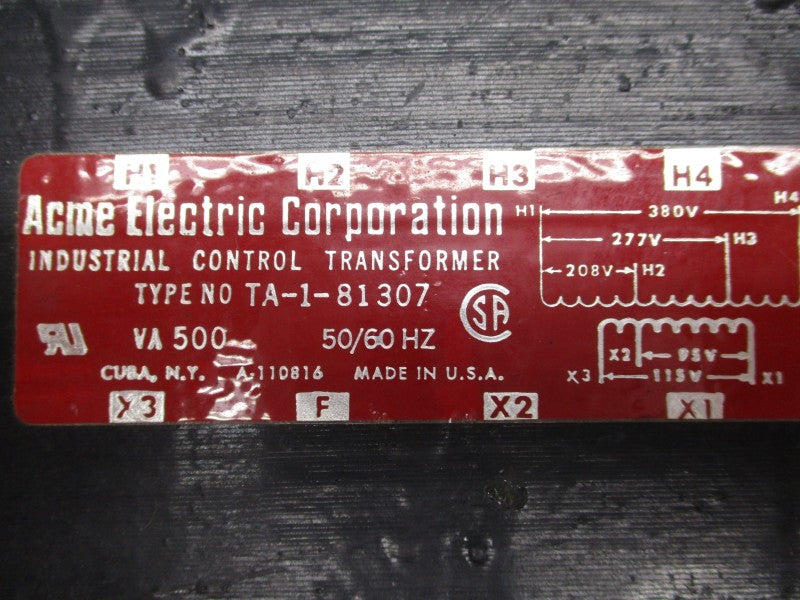 H1 H2 H3 H4
Acme Electric Corporation
INDUSTRIAL CONTROL TRANSFORMER
TYPE NO TA-1-81307
VA 500 50/60 HZ
CUBA, N.Y. A-110816 MADE IN U.S.A.
SA
H1 380V H4
277V H3
208V H2
X2 95V
X3 115V X1
X3 F X2 X1